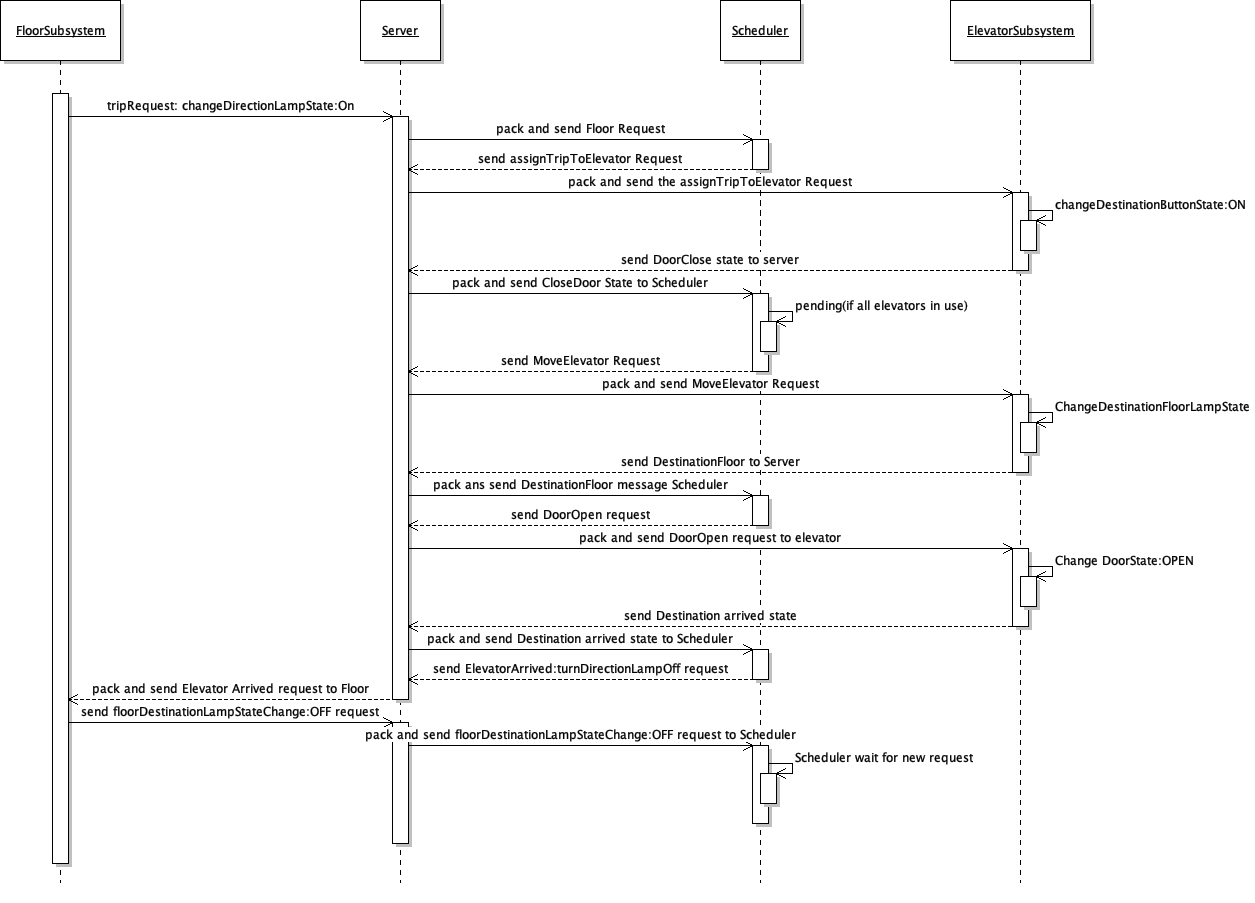 FloorSubsystem
Server
Scheduler
ElevatorSubsystem
tripRequest: changeDirectionLampState:On
pack and send Floor Request
send assignTripToElevator Request
pack and send the assignTripToElevator Request
changeDestinationButtonState:ON
send DoorClose state to server
pack and send CloseDoor State to Scheduler
pending(if all elevators in use)
send MoveElevator Request
pack and send MoveElevator Request
ChangeDestinationFloorLampState
send DestinationFloor to Server
pack ans send DestinationFloor message Scheduler
send DoorOpen request
pack and send DoorOpen request to elevator
Change DoorState:OPEN
send Destination arrived state
pack and send Destination arrived state to Scheduler
send ElevatorArrived:turnDirectionLampOff request
pack and send Elevator Arrived request to Floor
send floorDestinationLampStateChange:OFF request
pack and send floorDestinationLampStateChange:OFF request to Scheduler
Scheduler wait for new request